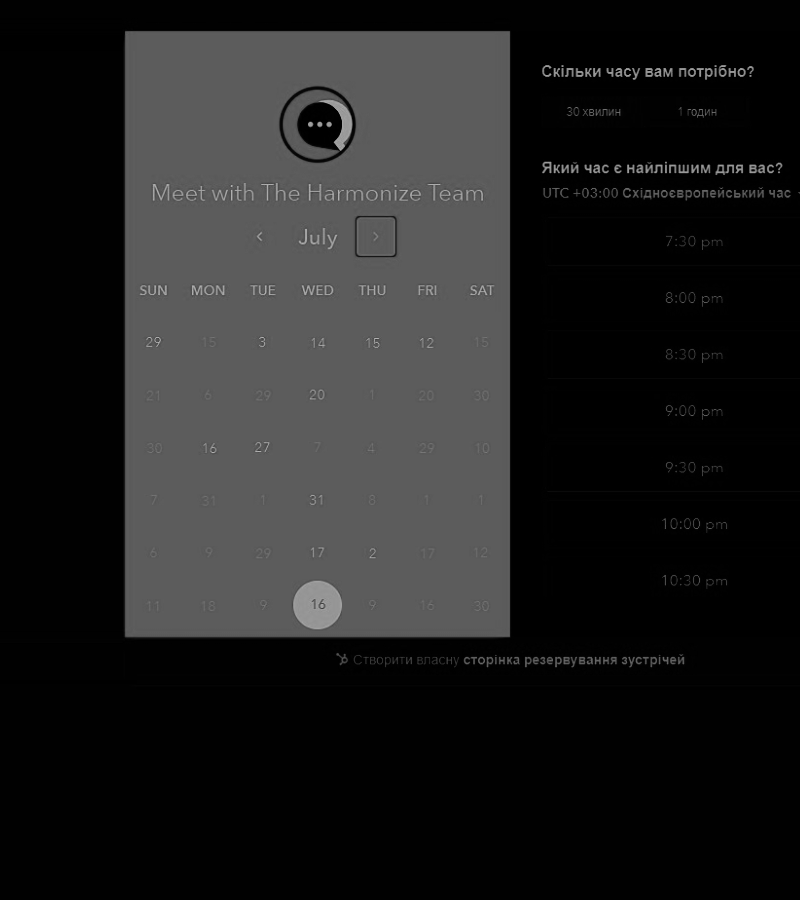 Meet with The Harmonize Team
July
SUN MON TUE WED THU FRI SAT
29 15 3 14 15 12 15
21 6 29 20 1 20 30
30 16 27 7 4 29 10
7 31 1 31 8 1 1
6 9 29 17 2 17 12
11 18 9 16 9 16 30
Скільки часу вам потрібно?
30 хвилин 1 годин
Який час є найліпшим для вас?
UTC +03:00 Східноєвропейський час
7:30 pm
8:00 pm
8:30 pm
9:00 pm
9:30 pm
10:00 pm
10:30 pm
Створити власну сторінка резервування зустрічей